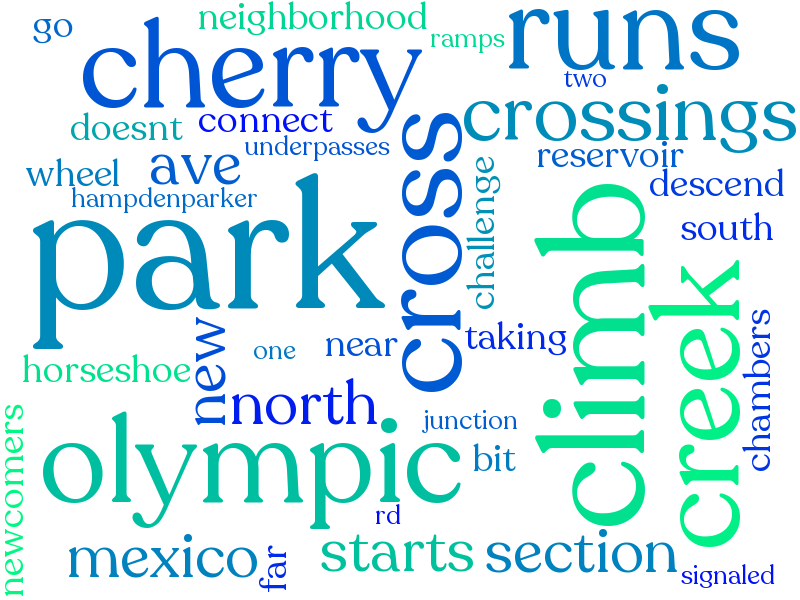 go
neighborhood
ramps
runs
cherry
two
crossings
doesnt
connect
underpasses
wheel
ave
reservoir
hampdenparker
descend
park
cross
challenge
climb
south
creek
new
one
near
taking
chambers
horseshoe
north
junction
newcomers
olympic
bit
rd
mexico
far
starts
section
signaled